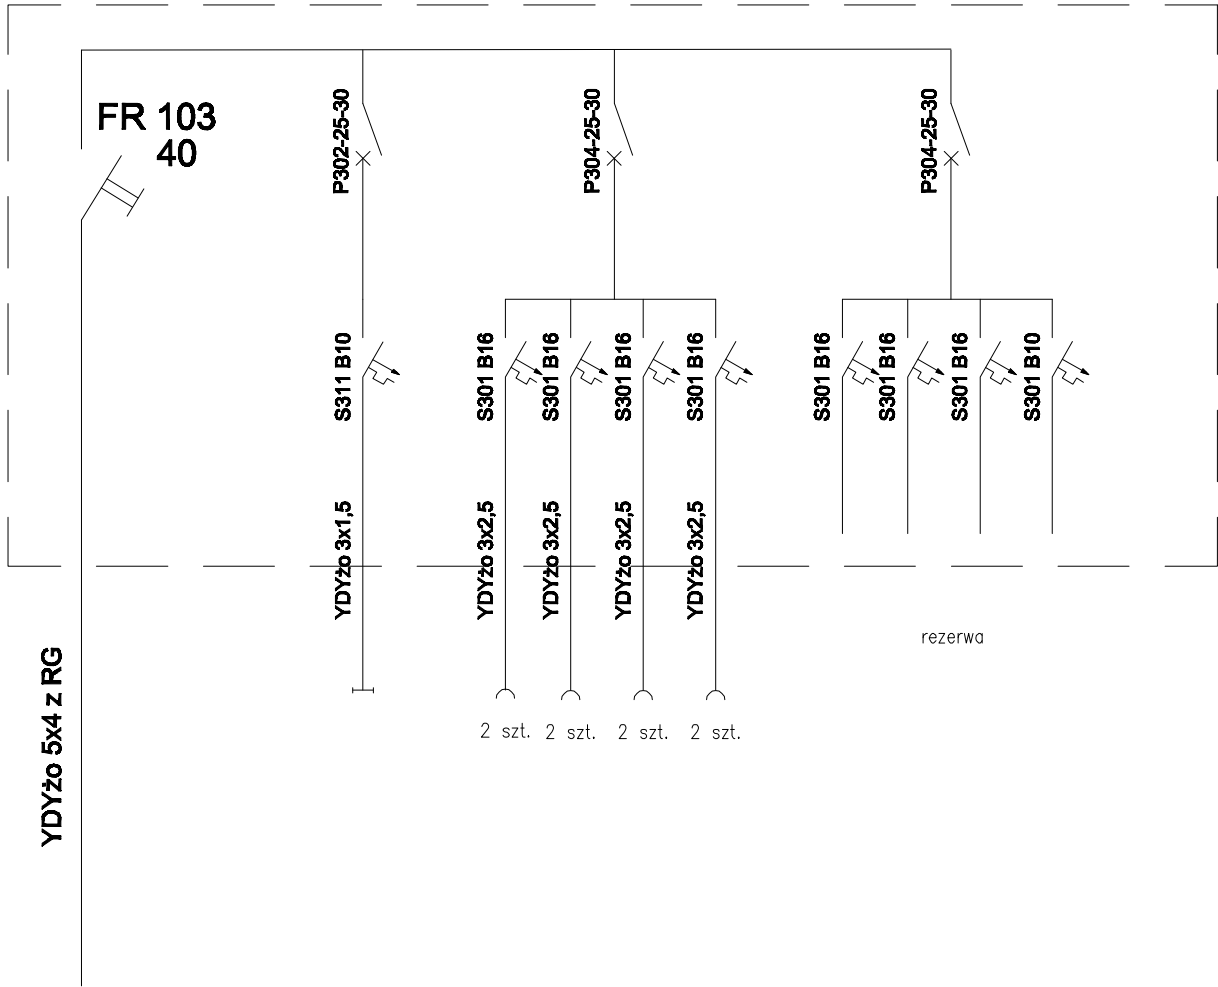 FR 103
40
P302-25-30
P304-25-30
P304-25-30
S311 B10
S301 B16
S301 B16
S301 B16
S301 B16
S301 B16
S301 B16
S301 B16
S301 B10
YDYżo 3x1,5
YDYżo 3x2,5
YDYżo 3x2,5
YDYżo 3x2,5
YDYżo 3x2,5
rezerwa
YDYżo 5x4 z RG
2 szt.
2 szt.
2 szt.
2 szt.